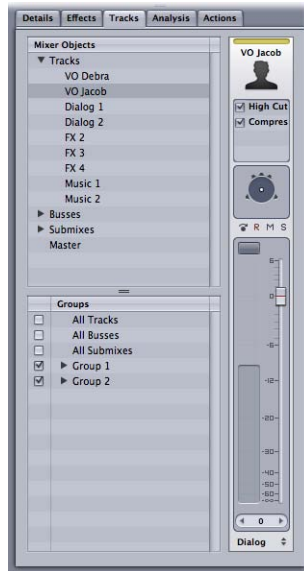 Details Effects Tracks Analysis Actions
Mixer Objects
Tracks
VO Debra
VO Jacob
Dialog 1
Dialog 2
FX 2
FX 3
FX 4
Music 1
Music 2
Busses
Submixes
Master
Groups
All Tracks
All Busses
All Submixes
Group 1
Group 2
VO Jacob
High Cut
Compres
R M S
6
0
-6
-12
-20
-30
-40
-50
-60
0
Dialog